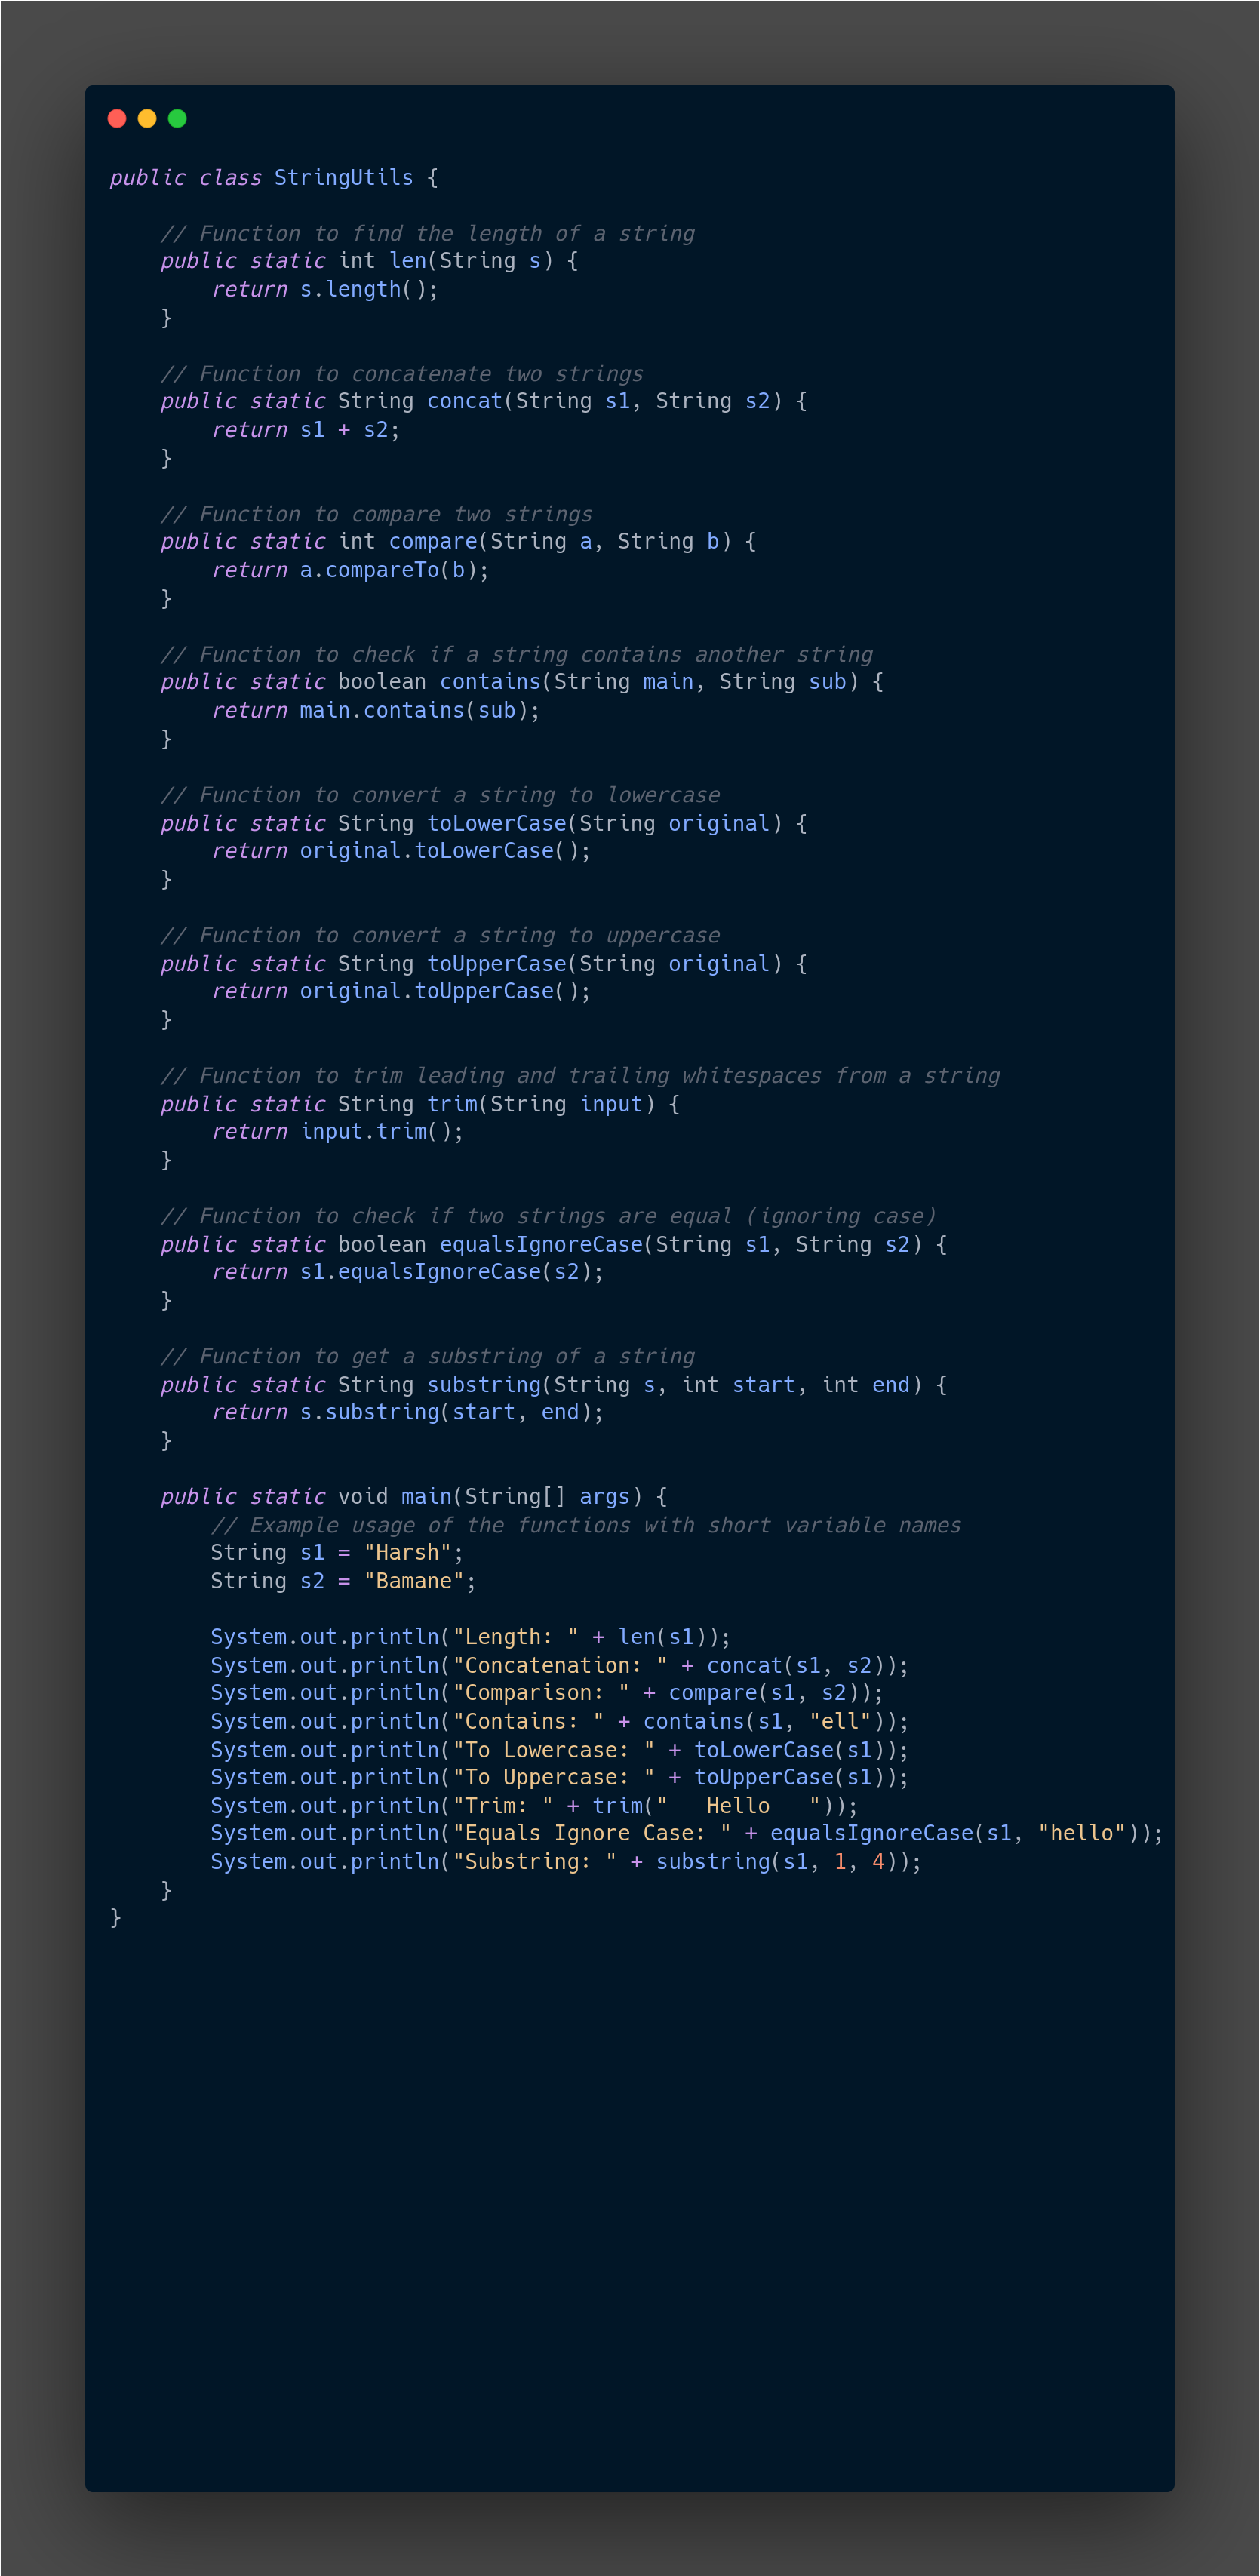 public class StringUtils {

    // Function to find the length of a string
    public static int len(String s) {
        return s.length();
    }

    // Function to concatenate two strings
    public static String concat(String s1, String s2) {
        return s1 + s2;
    }

    // Function to compare two strings
    public static int compare(String a, String b) {
        return a.compareTo(b);
    }

    // Function to check if a string contains another string
    public static boolean contains(String main, String sub) {
        return main.contains(sub);
    }

    // Function to convert a string to lowercase
    public static String toLowerCase(String original) {
        return original.toLowerCase();
    }

    // Function to convert a string to uppercase
    public static String toUpperCase(String original) {
        return original.toUpperCase();
    }

    // Function to trim leading and trailing whitespaces from a string
    public static String trim(String input) {
        return input.trim();
    }

    // Function to check if two strings are equal (ignoring case)
    public static boolean equalsIgnoreCase(String s1, String s2) {
        return s1.equalsIgnoreCase(s2);
    }

    // Function to get a substring of a string
    public static String substring(String s, int start, int end) {
        return s.substring(start, end);
    }

    public static void main(String[] args) {
        // Example usage of the functions with short variable names
        String s1 = "Harsh";
        String s2 = "Bamane";

        System.out.println("Length: " + len(s1));
        System.out.println("Concatenation: " + concat(s1, s2));
        System.out.println("Comparison: " + compare(s1, s2));
        System.out.println("Contains: " + contains(s1, "ell"));
        System.out.println("To Lowercase: " + toLowerCase(s1));
        System.out.println("To Uppercase: " + toUpperCase(s1));
        System.out.println("Trim: " + trim("   Hello   "));
        System.out.println("Equals Ignore Case: " + equalsIgnoreCase(s1, "hello"));
        System.out.println("Substring: " + substring(s1, 1, 4));
    }
}